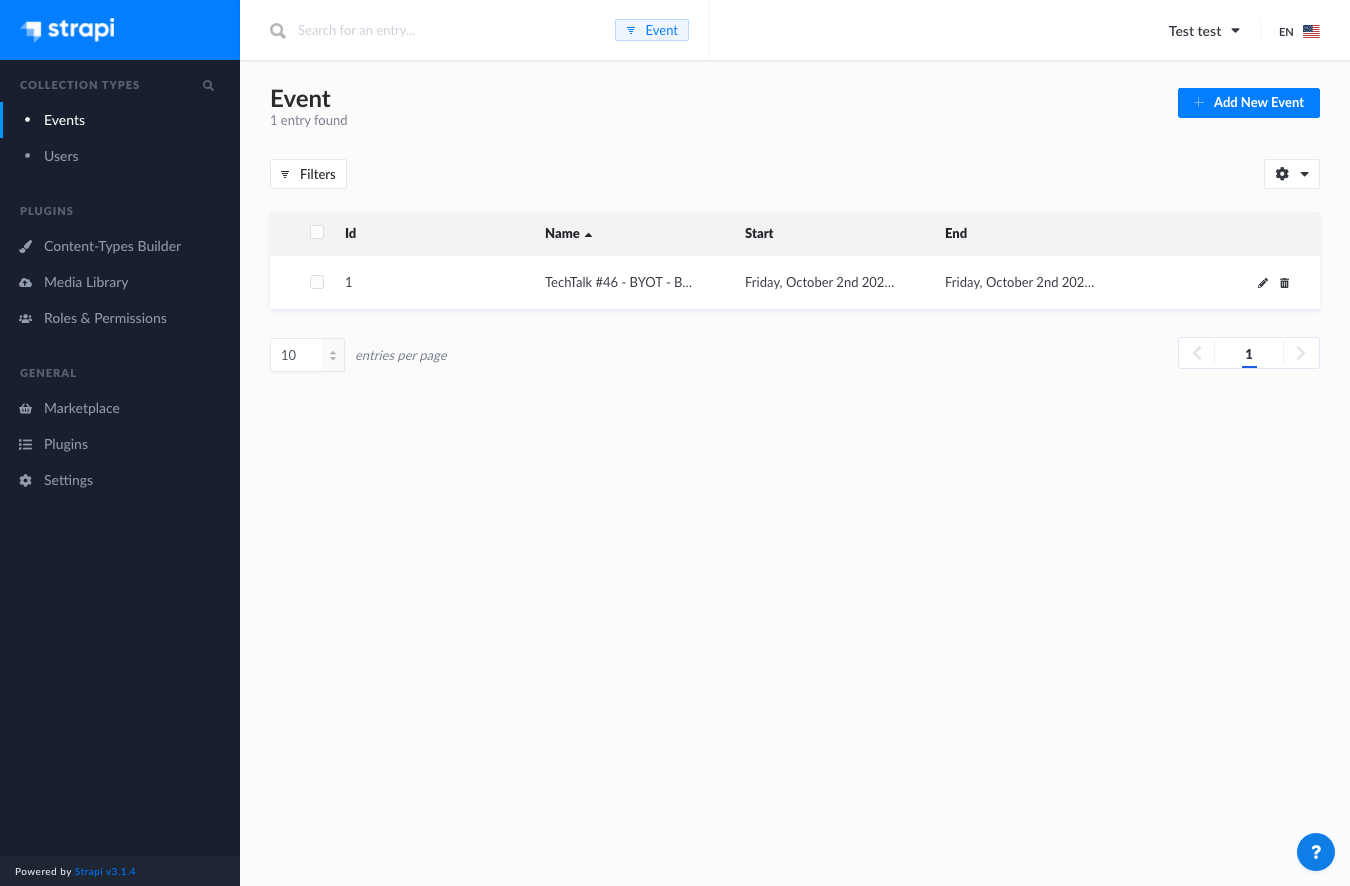 strapi
Search for an entry...
Event
Test test
EN
COLLECTION TYPES
Events
Users
PLUGINS
Content-Types Builder
Media Library
Roles & Permissions
GENERAL
Marketplace
Plugins
Settings
Powered by Strapi v3.1.4
Event
1 entry found
+ Add New Event
Filters
Id Name Start End
1 TechTalk #46 - BYOT - B... Friday, October 2nd 202... Friday, October 2nd 202...
10 entries per page
1
?